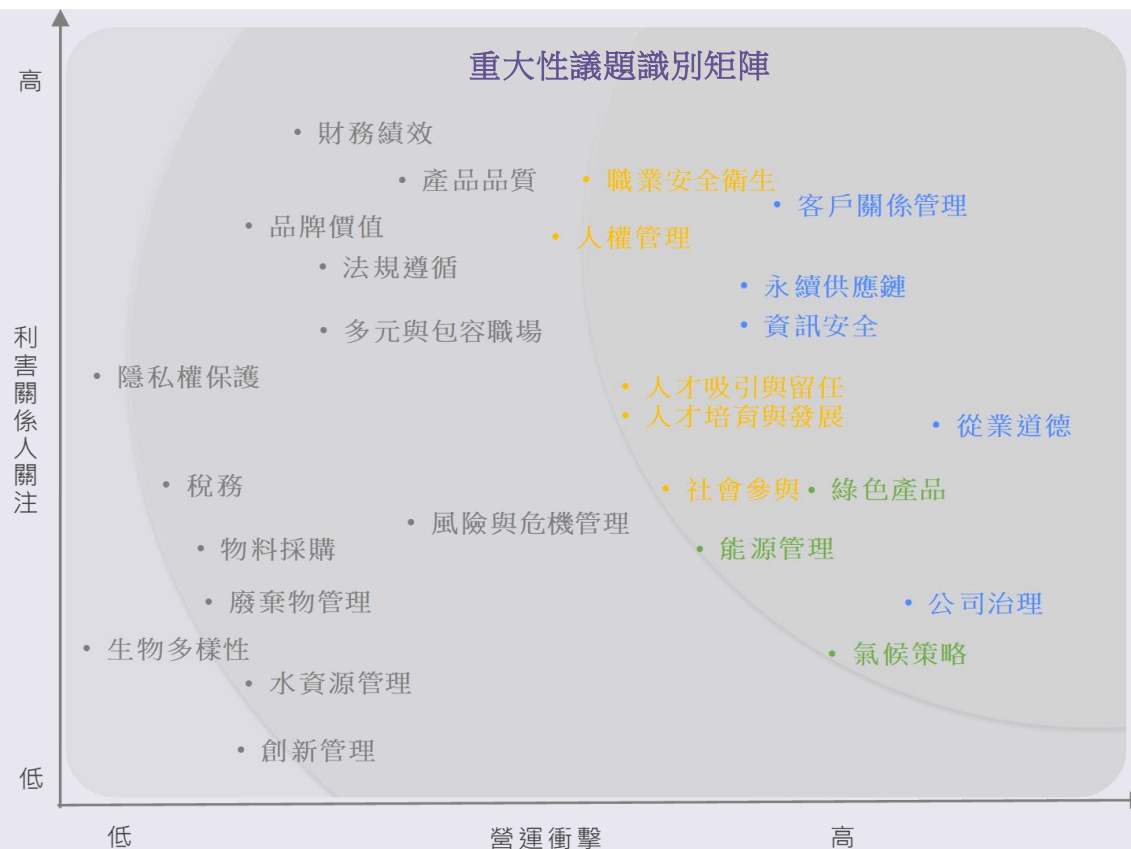 重大性議題識別矩陣
高
• 財務績效
• 產品品質
• 職業安全衛生
• 客戶關係管理
• 品牌價值
• 人權管理
• 法規遵循
• 永續供應鏈
• 多元與包容職場
• 資訊安全
利害關係人關注
• 隱私權保護
• 人才吸引與留任
• 人才培育與發展
• 從業道德
• 稅務
• 社會參與
• 綠色產品
• 風險與危機管理
• 物料採購
• 能源管理
• 廢棄物管理
• 公司治理
• 生物多樣性
• 氣候策略
• 水資源管理
• 創新管理
低
低
營運衝擊
高